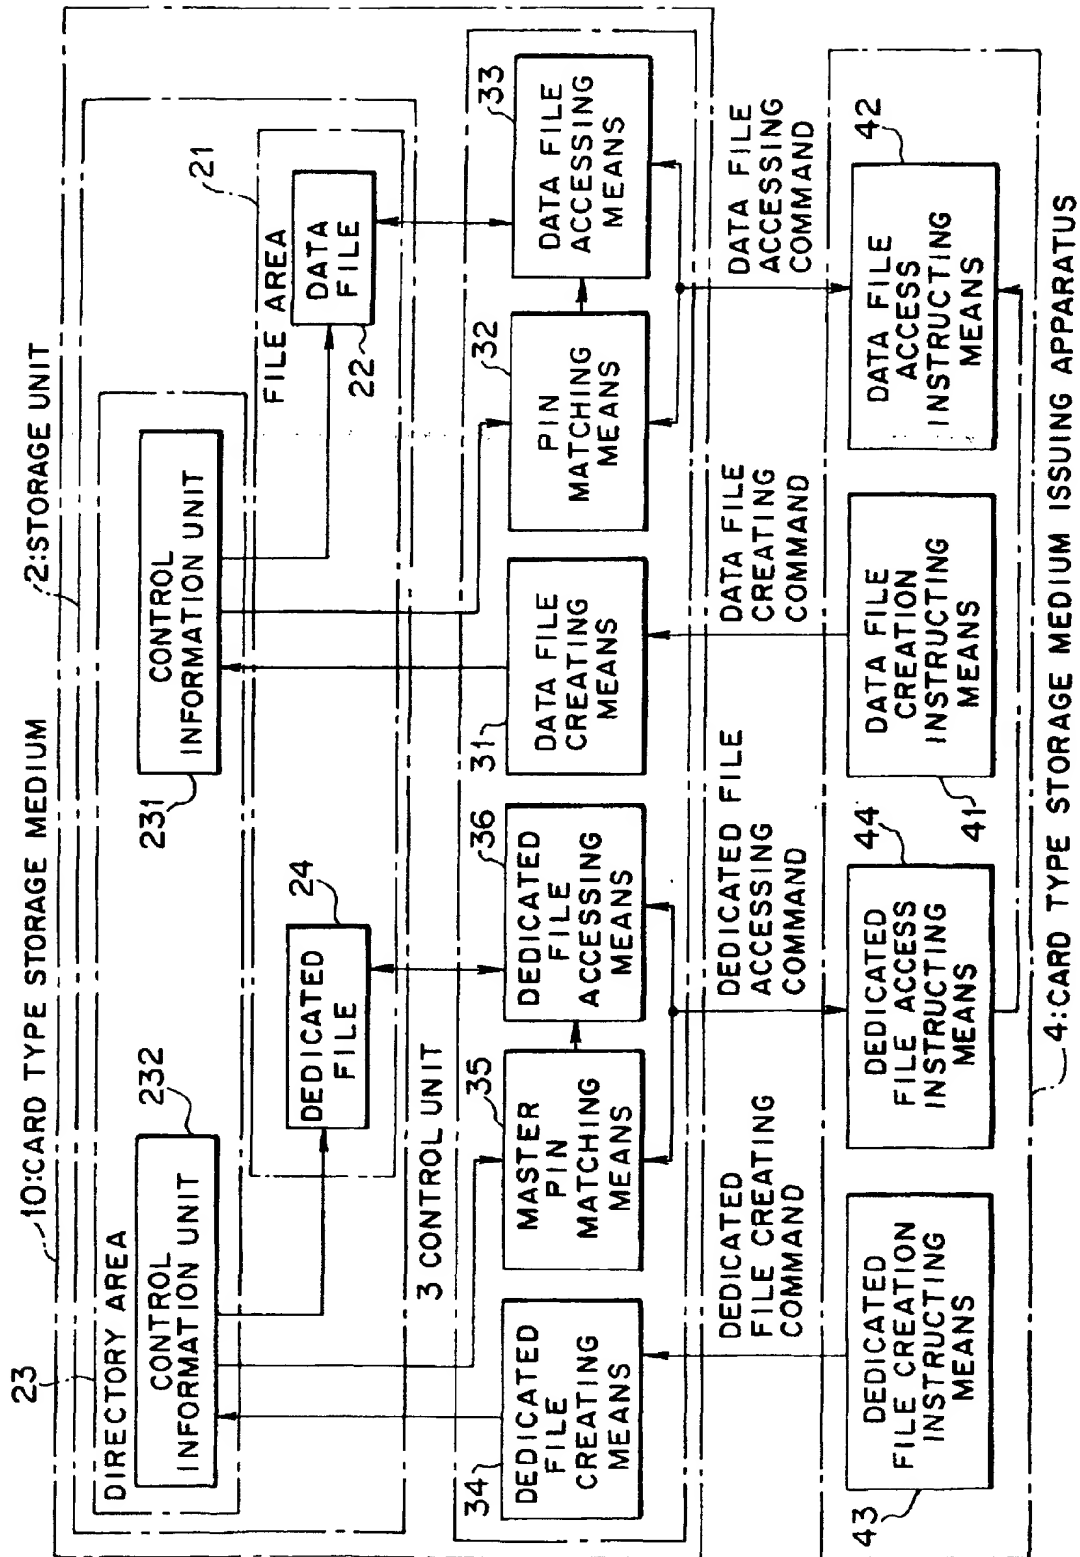 10:CARD TYPE STORAGE MEDIUM
2:STORAGE UNIT
23
DIRECTORY AREA
232
CONTROL
INFORMATION UNIT
231
CONTROL
INFORMATION UNIT
FILE AREA
21
24
DEDICATED
FILE
22
DATA
FILE
3 CONTROL UNIT
34
DEDICATED
FILE
CREATING
MEANS
35
MASTER
PIN
MATCHING
MEANS
36
DEDICATED
FILE
ACCESSING
MEANS
31
DATA FILE
CREATING
MEANS
32
PIN
MATCHING
MEANS
33
DATA FILE
ACCESSING
MEANS
DEDICATED
FILE CREATING
COMMAND
DEDICATED FILE
ACCESSING
COMMAND
DATA FILE
CREATING
COMMAND
DATA FILE
ACCESSING
COMMAND
43
DEDICATED
FILE CREATION
INSTRUCTING
MEANS
44
DEDICATED
FILE ACCESS
INSTRUCTING
MEANS
41
DATA FILE
CREATION
INSTRUCTING
MEANS
42
DATA FILE
ACCESS
INSTRUCTING
MEANS
4:CARD TYPE STORAGE MEDIUM ISSUING APPARATUS